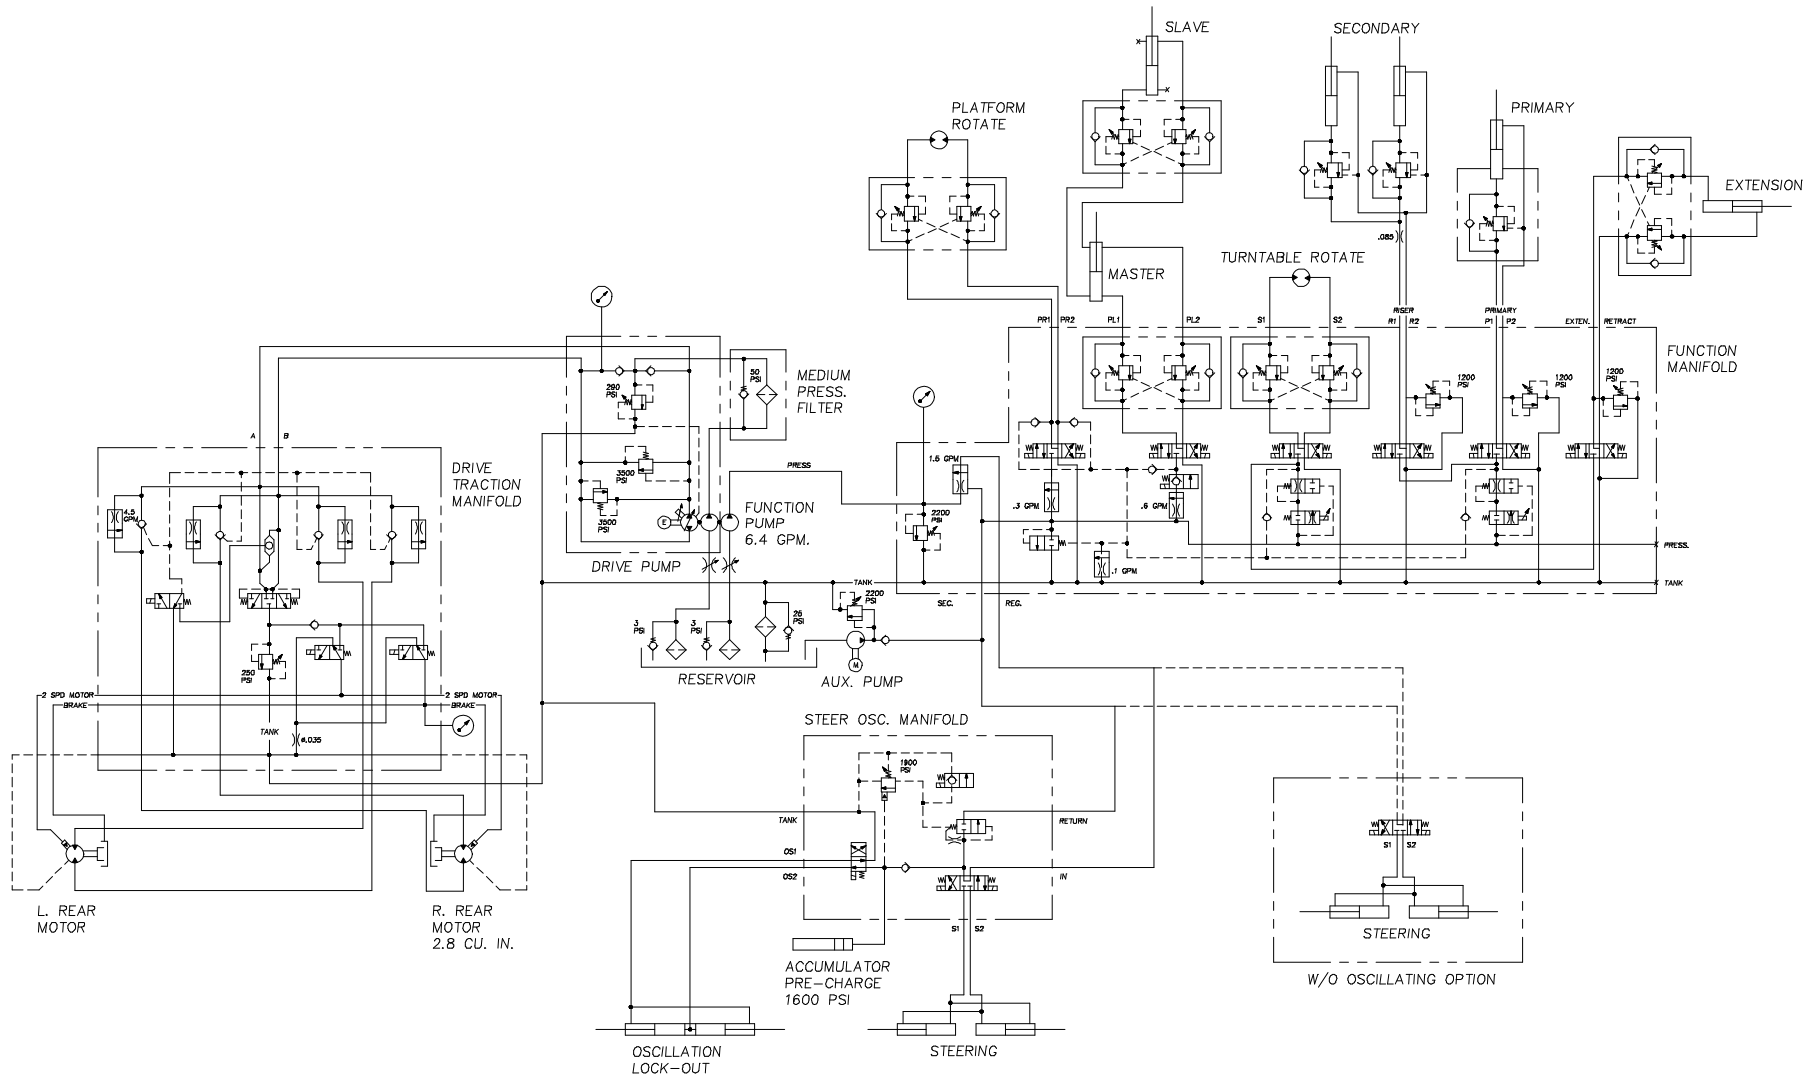 SLAVE
SECONDARY
PLATFORM
ROTATE
PRIMARY
EXTENSION
.085
TURNTABLE ROTATE
MASTER
RISER
PRIMARY
PR1
PR2
PL1
PL2
S1
S2
R1
R2
P1
P2
EXTEN.
RETRACT
FUNCTION
MANIFOLD
MEDIUM
PRESS.
FILTER
50
PSI
290
PSI
1200
PSI
1200
PSI
1200
PSI
A
B
DRIVE
TRACTION
MANIFOLD
PRESS
1.6 GPM
3500
PSI
3500
PSI
E
FUNCTION
PUMP
6.4 GPM.
4.5
GPM
.3 GPM
.6 GPM
2200
PSI
PRESS.
DRIVE PUMP
.1 GPM
TANK
TANK
2200
PSI
SEC.
REG.
3
PSI
3
PSI
25
PSI
M
RESERVOIR
AUX. PUMP
250
PSI
2 SPD MOTOR
2 SPD MOTOR
BRAKE
BRAKE
TANK
ø.035
STEER OSC. MANIFOLD
1900
PSI
TANK
RETURN
OS1
OS2
IN
S1
S2
S1
S2
L. REAR
MOTOR
R. REAR
MOTOR
2.8 CU. IN.
STEERING
ACCUMULATOR
PRE-CHARGE
1600 PSI
W/O OSCILLATING OPTION
OSCILLATION
LOCK-OUT
STEERING